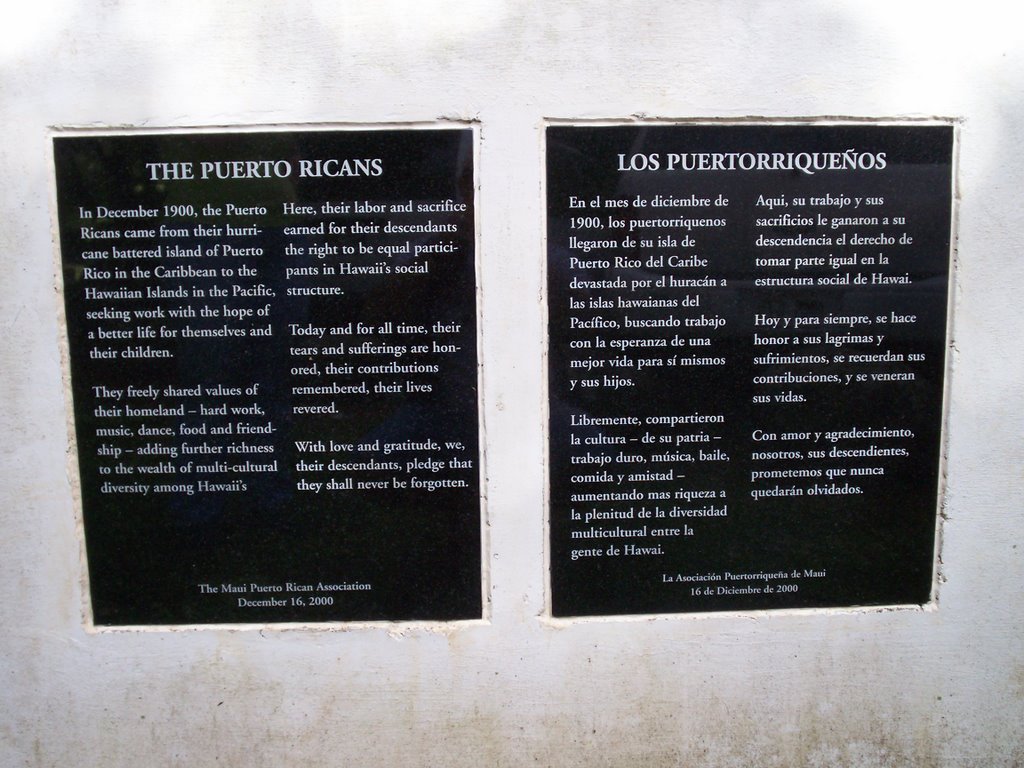 THE PUERTO RICANS
In December 1900, the Puerto
Ricans came from their hurri-
cane battered island of Puerto
Rico in the Caribbean to the
Hawaiian Islands in the Pacific,
seeking work with the hope of
a better life for themselves and
their children.
They freely shared values of
their homeland – hard work,
music, dance, food and friend-
ship – adding further richness
to the wealth of multi-cultural
diversity among Hawaii's
Here, their labor and sacrifice
earned for their descendants
the right to be equal partici-
pants in Hawaii's social
structure.
Today and for all time, their
tears and sufferings are hon-
ored, their contributions
remembered, their lives
revered.
With love and gratitude, we,
their descendants, pledge that
they shall never be forgotten.
The Maui Puerto Rican Association
December 16, 2000
LOS PUERTORRIQUEÑOS
En el mes de diciembre de
1900, los puertorriquenos
llegaron de su isla de
Puerto Rico del Caribe
devastada por el huracán a
las islas hawaianas del
Pacífico, buscando trabajo
con la esperanza de una
mejor vida para sí mismos
y sus hijos.
Libremente, compartieron
la cultura – de su patria –
trabajo duro, música, baile,
comida y amistad –
aumentando mas riqueza a
la plenitud de la diversidad
multicultural entre la
gente de Hawai.
Aqui, su trabajo y sus
sacrificios le ganaron a su
descendencia el derecho de
tomar parte igual en la
estructura social de Hawai.
Hoy y para siempre, se hace
honor a sus lagrimas y
sufrimientos, se recuerdan sus
contribuciones, y se veneran
sus vidas.
Con amor y agradecimiento,
nosotros, sus descendientes,
prometemos que nunca
quedarán olvidados.
La Asociación Puertorriqueña de Maui
16 de Diciembre de 2000